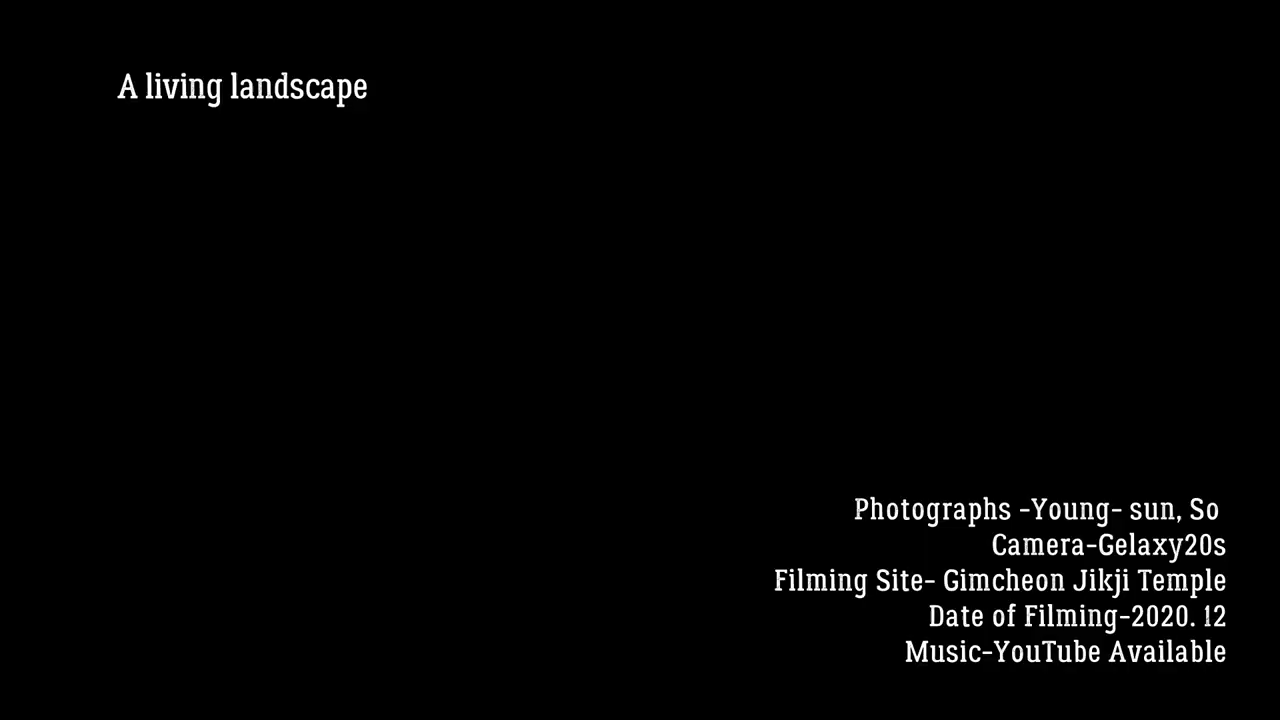 A living landscape
Photographs -Young- sun, So
Camera-Gelaxy20s
Filming Site- Gimcheon Jikji Temple
Date of Filming-2020. 12
Music-YouTube Available